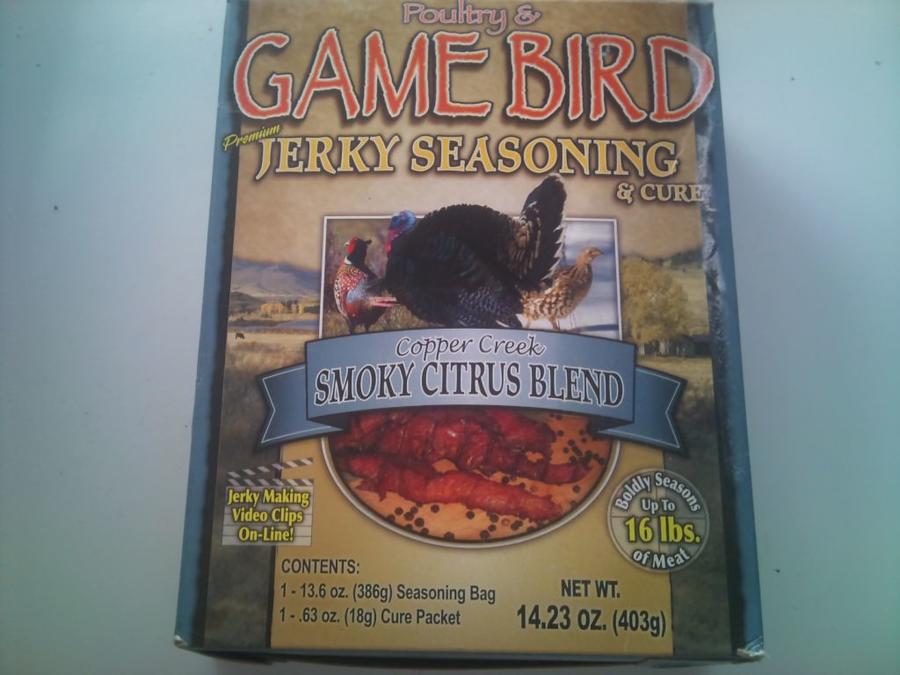 Poultry &
GAME BIRD
Premium
JERKY SEASONING
& CURE
Copper Creek
SMOKY CITRUS BLEND
Jerky Making
Video Clips
On-Line!
Boldly Seasons
Up To
16 lbs.
of Meat
CONTENTS:
1 - 13.6 oz. (386g) Seasoning Bag
1 - .63 oz. (18g) Cure Packet
NET WT.
14.23 OZ. (403g)